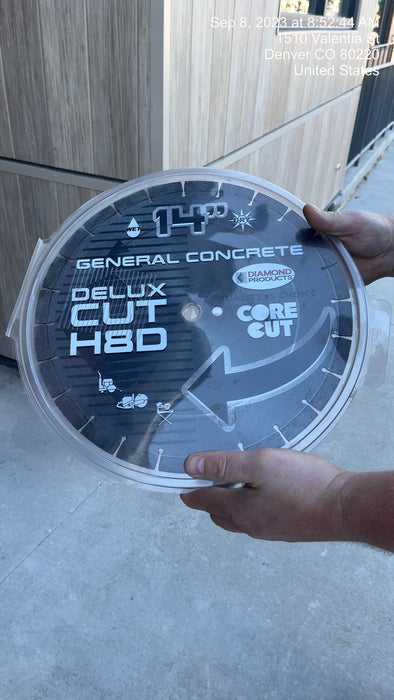 Sep 8, 2023 at 8:52:44 AM
1510 Valentia St
Denver CO 80220
United States
WET
14"
DRY
GENERAL CONCRETE
DIAMOND
PRODUCTS
DELUX
CUT
H8D
CORE
CUT